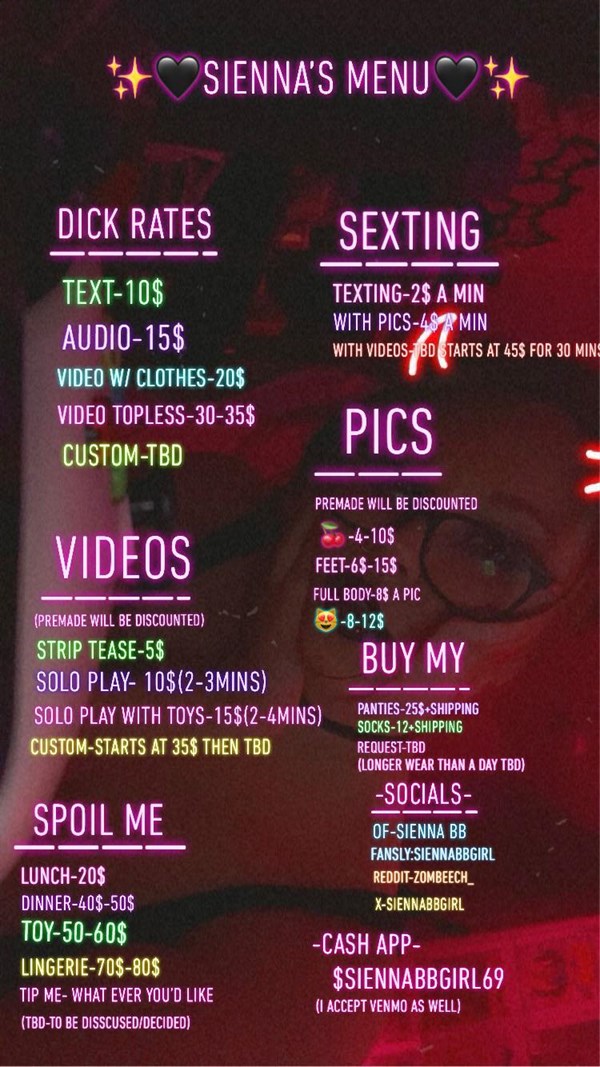 ✨🖤SIENNA'S MENU🖤✨
DICK RATES
TEXT-10$
AUDIO-15$
VIDEO W/ CLOTHES-20$
VIDEO TOPLESS-30-35$
CUSTOM-TBD
SEXTING
TEXTING-2$ A MIN
WITH PICS-4$ A MIN
WITH VIDEOS-TBD STARTS AT 45$ FOR 30 MINS
PICS
PREMADE WILL BE DISCOUNTED
🍒-4-10$
FEET-6$-15$
FULL BODY-8$ A PIC
😻-8-12$
VIDEOS
(PREMADE WILL BE DISCOUNTED)
STRIP TEASE-5$
SOLO PLAY- 10$(2-3MINS)
SOLO PLAY WITH TOYS-15$(2-4MINS)
CUSTOM-STARTS AT 35$ THEN TBD
BUY MY
PANTIES-25$+SHIPPING
SOCKS-12+SHIPPING
REQUEST-TBD
(LONGER WEAR THAN A DAY TBD)
SPOIL ME
LUNCH-20$
DINNER-40$-50$
TOY-50-60$
LINGERIE-70$-80$
TIP ME- WHAT EVER YOU'D LIKE
(TBD-TO BE DISSCUSED/DECIDED)
-SOCIALS-
OF-SIENNA BB
FANSLY:SIENNABBGIRL
REDDIT-ZOMBEECH_
X-SIENNABBGIRL
-CASH APP-
$SIENNABBGIRL69
(I ACCEPT VENMO AS WELL)